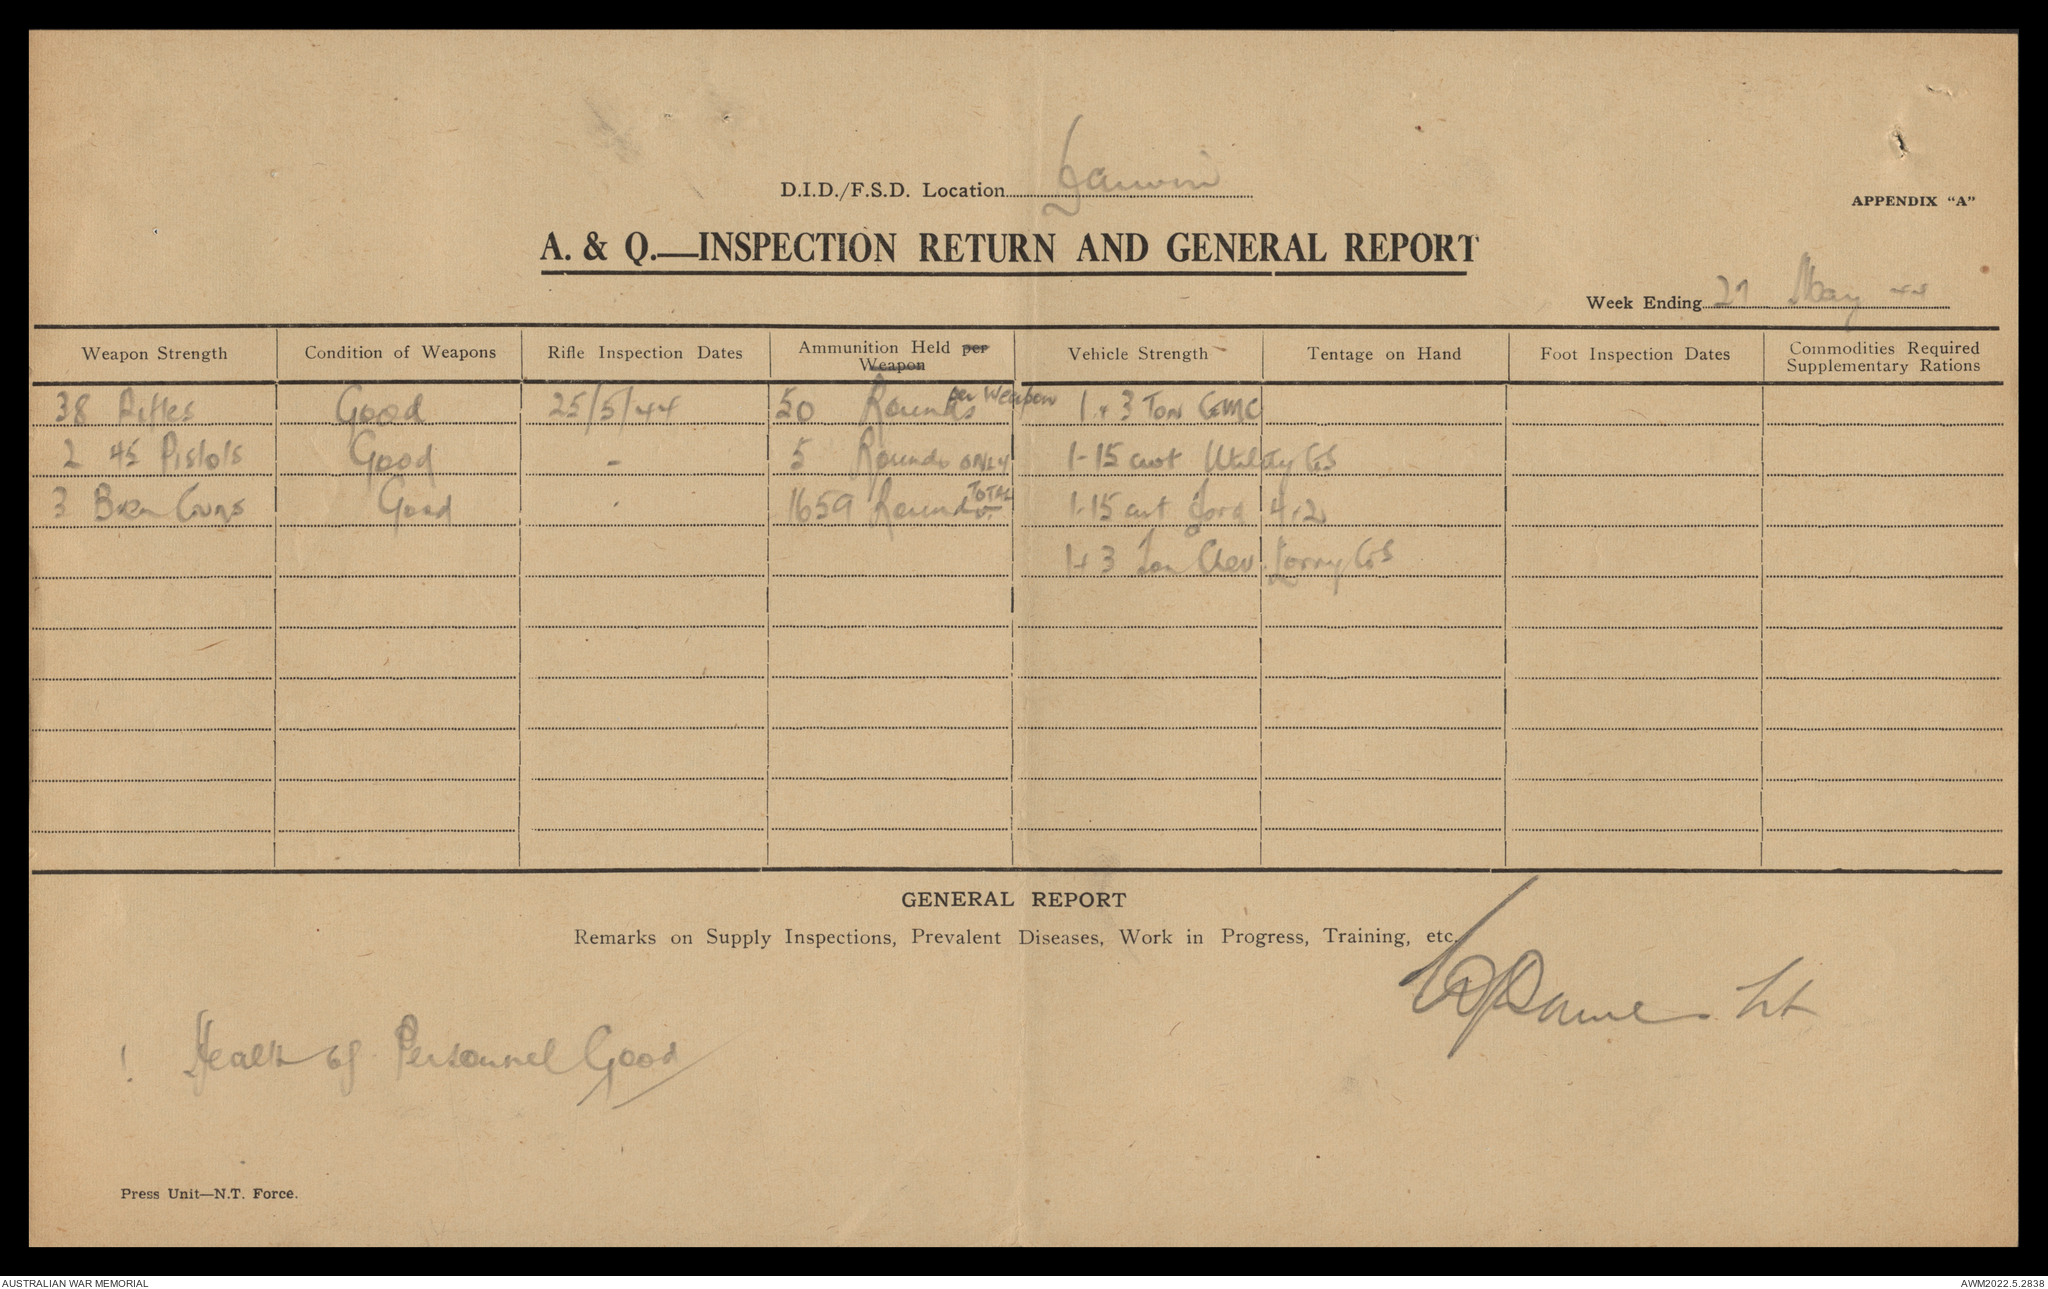 D.I.D./F.S.D. Location Darwin
APPENDIX "A"
A. & Q.—INSPECTION RETURN AND GENERAL REPORT
Week Ending 27 May 44
Weapon Strength Condition of Weapons Rifle Inspection Dates Ammunition Held per Weapon Vehicle Strength Tentage on Hand Foot Inspection Dates Commodities Required Supplementary Rations
38 Rifles Good 25/5/44 50 Rounds per Weapon 1 + 3 Ton GMC
2 45 Pistols Good - 5 Rounds ONLY 1-15 cwt Utility GS
3 Bren Guns Good 1659 Rounds TOTAL 1-15 cwt Ford 4.2
1 + 3 Ton Chev. Lorry GS
GENERAL REPORT
Remarks on Supply Inspections, Prevalent Diseases, Work in Progress, Training, etc.
Lt
1. Health of Personnel Good
Press Unit—N.T. Force.
AUSTRALIAN WAR MEMORIAL
AWM2022.5.2838